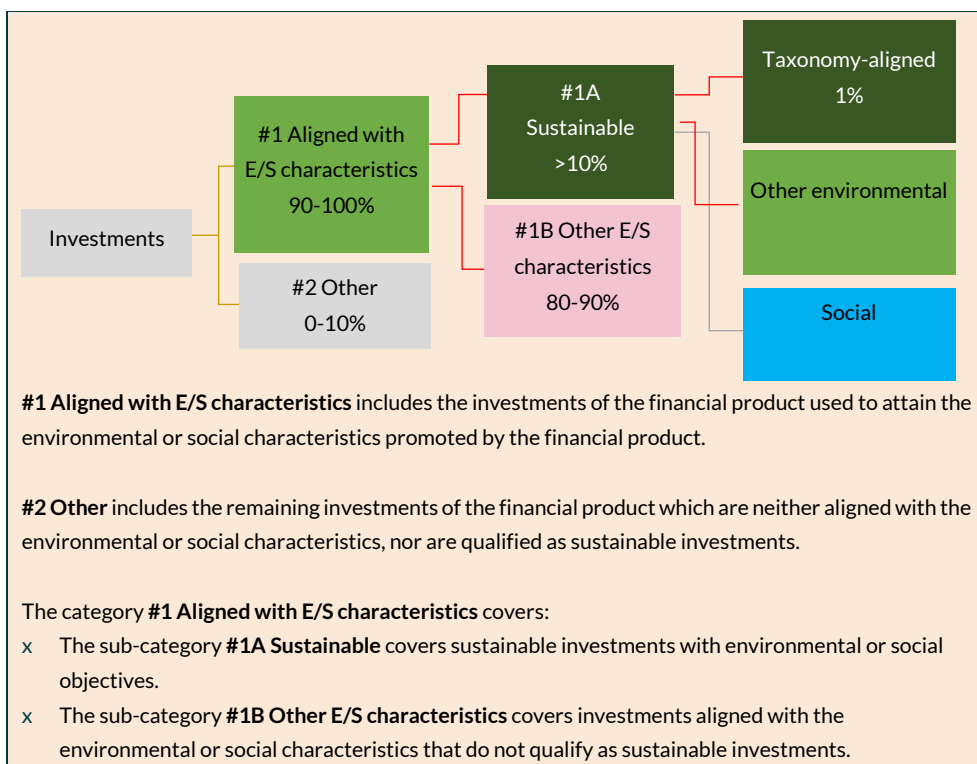 Investments
#1 Aligned with
E/S characteristics
90-100%
#2 Other
0-10%
#1A
Sustainable
>10%
#1B Other E/S
characteristics
80-90%
Taxonomy-aligned
1%
Other environmental
Social
#1 Aligned with E/S characteristics includes the investments of the financial product used to attain the
environmental or social characteristics promoted by the financial product.
#2 Other includes the remaining investments of the financial product which are neither aligned with the
environmental or social characteristics, nor are qualified as sustainable investments.
The category #1 Aligned with E/S characteristics covers:
x The sub-category #1A Sustainable covers sustainable investments with environmental or social
objectives.
x The sub-category #1B Other E/S characteristics covers investments aligned with the
environmental or social characteristics that do not qualify as sustainable investments.